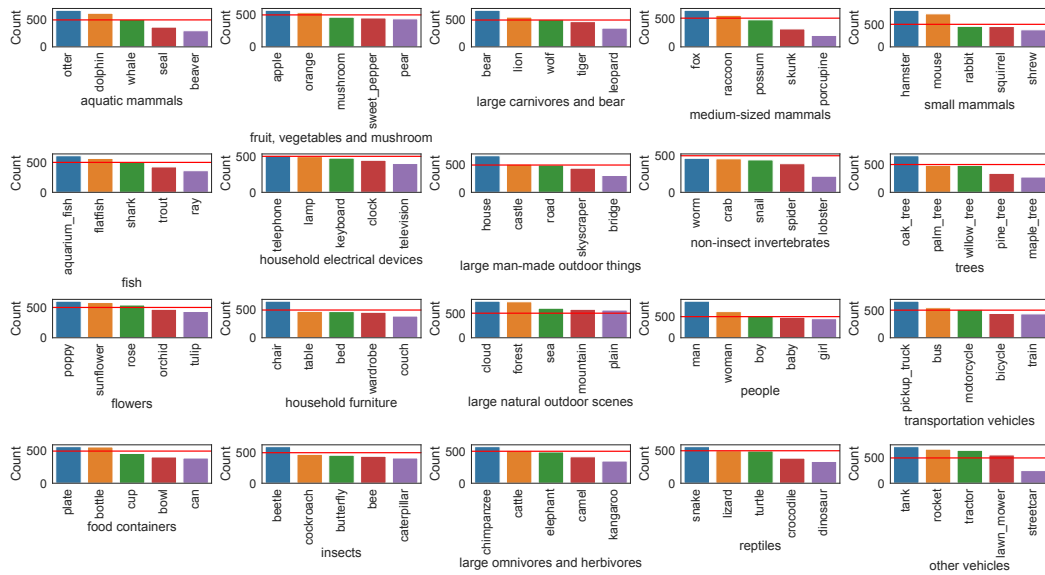 Count
500
0
otter
dolphin
whale
seal
beaver
aquatic mammals
Count
500
0
apple
orange
mushroom
sweet_pepper
pear
fruit, vegetables and mushroom
Count
500
0
bear
lion
wolf
tiger
leopard
large carnivores and bear
Count
500
0
fox
raccoon
possum
skunk
porcupine
medium-sized mammals
Count
500
0
hamster
mouse
rabbit
squirrel
shrew
small mammals
Count
500
0
aquarium_fish
flatfish
shark
trout
ray
fish
Count
500
0
telephone
lamp
keyboard
clock
television
household electrical devices
Count
500
0
house
castle
road
skyscraper
bridge
large man-made outdoor things
Count
500
0
worm
crab
snail
spider
lobster
non-insect invertebrates
Count
500
0
oak_tree
palm_tree
willow_tree
pine_tree
maple_tree
trees
Count
500
0
poppy
sunflower
rose
orchid
tulip
flowers
Count
500
0
chair
table
bed
wardrobe
couch
household furniture
Count
500
0
cloud
forest
sea
mountain
plain
large natural outdoor scenes
Count
500
0
man
woman
boy
baby
girl
people
Count
500
0
pickup_truck
bus
motorcycle
bicycle
train
transportation vehicles
Count
500
0
plate
bottle
cup
bowl
can
food containers
Count
500
0
beetle
cockroach
butterfly
bee
caterpillar
insects
Count
500
0
chimpanzee
cattle
elephant
camel
kangaroo
large omnivores and herbivores
Count
500
0
snake
lizard
turtle
crocodile
dinosaur
reptiles
Count
500
0
tank
rocket
tractor
lawn_mower
streetcar
other vehicles